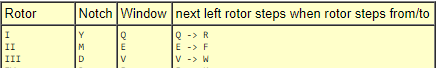 Rotor Notch Window next left rotor steps when rotor steps from/to
I Y Q Q -> R
II M E E -> F
III D V V -> W